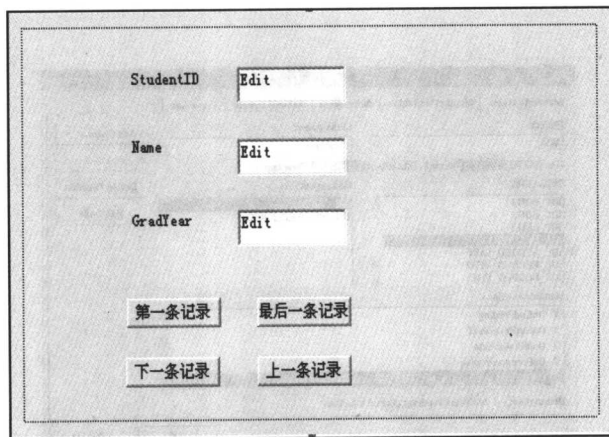 StudentID Edit
Name Edit
GradYear Edit
第一条记录 最后一条记录
下一条记录 上一条记录